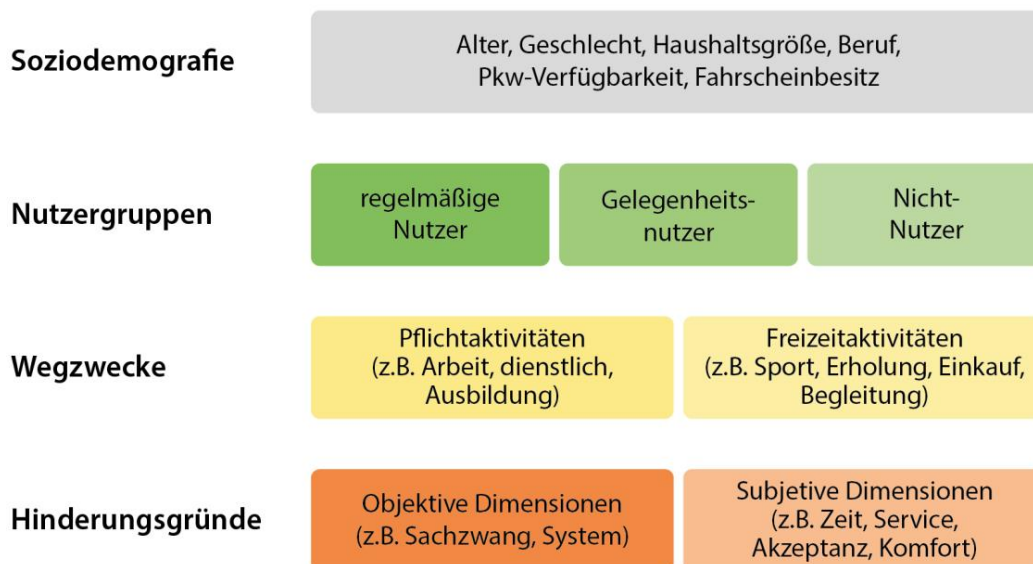 Soziodemografie
Alter, Geschlecht, Haushaltsgröße, Beruf,
Pkw-Verfügbarkeit, Fahrscheinbesitz
Nutzergruppen
regelmäßige
Nutzer
Gelegenheits-
nutzer
Nicht-
Nutzer
Wegzwecke
Pflichtaktivitäten
(z.B. Arbeit, dienstlich,
Ausbildung)
Freizeitaktivitäten
(z.B. Sport, Erholung, Einkauf,
Begleitung)
Hinderungsgründe
Objektive Dimensionen
(z.B. Sachzwang, System)
Subjetive Dimensionen
(z.B. Zeit, Service,
Akzeptanz, Komfort)